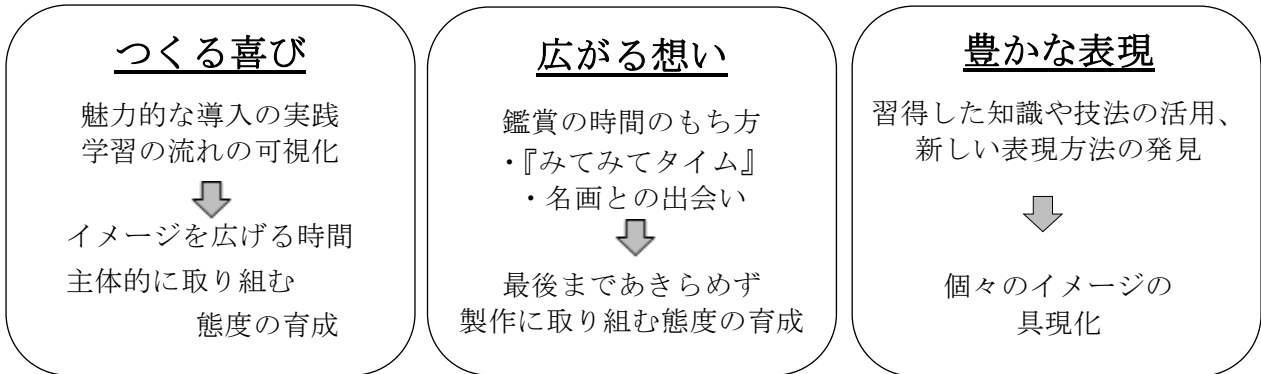 つくる喜び
魅力的な導入の実践
学習の流れの可視化
イメージを広げる時間
主体的に取り組む
態度の育成
広がる想い
鑑賞の時間のもち方
・『みてみてタイム』
・名画との出会い
最後まであきらめず
製作に取り組む態度の育成
豊かな表現
習得した知識や技法の活用、
新しい表現方法の発見
個々のイメージの
具現化